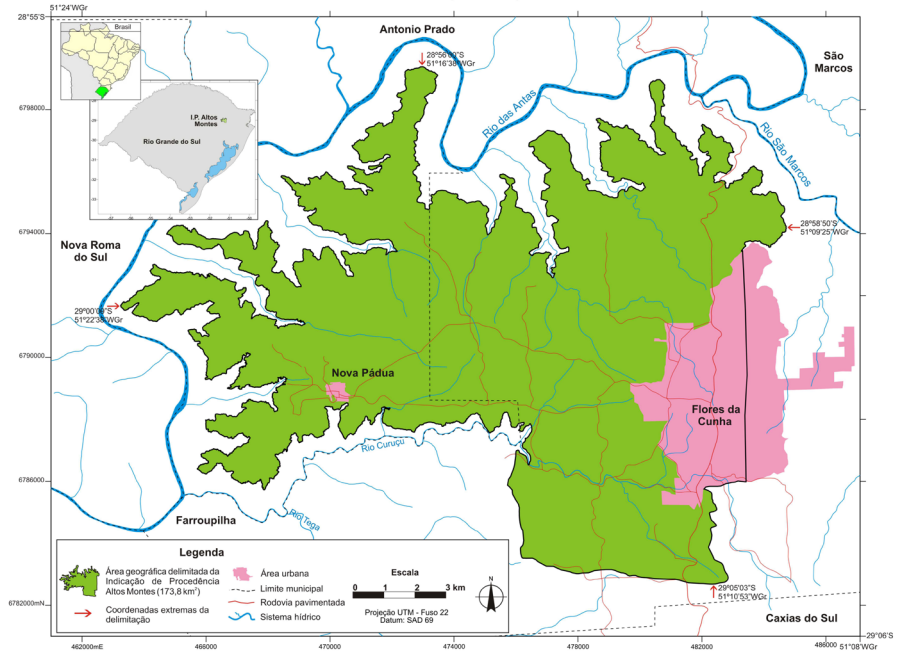 51°24'WGr
28°55'S
Brasil
Antonio Prado
28°56'09"S
51°16'38"WGr
São
Marcos
6798000
I.P. Altos
Montes
Rio Grande do Sul
Rio das Antas
Rio São Marcos
6794000
28°58'50"S
51°09'25"WGr
Nova Roma
do Sul
29°00'09"S
51°22'38"WGr
6790000
Nova Pádua
Flores da
Cunha
Rio Curuçu
6786000
Farroupilha
Rio Tega
Legenda
Área geográfica delimitada da
Indicação de Procedência
Altos Montes (173,8 km²)
Coordenadas extremas da
delimitação
Área urbana
Limite municipal
Rodovia pavimentada
Sistema hídrico
Escala
0 1 2 3 km
Projeção UTM - Fuso 22
Datum: SAD 69
N
29°05'03"S
51°10'53"WGr
6782000mN
Caxias do Sul
29°06'S
462000mE
466000
470000
474000
478000
482000
486000
51°08'WGr